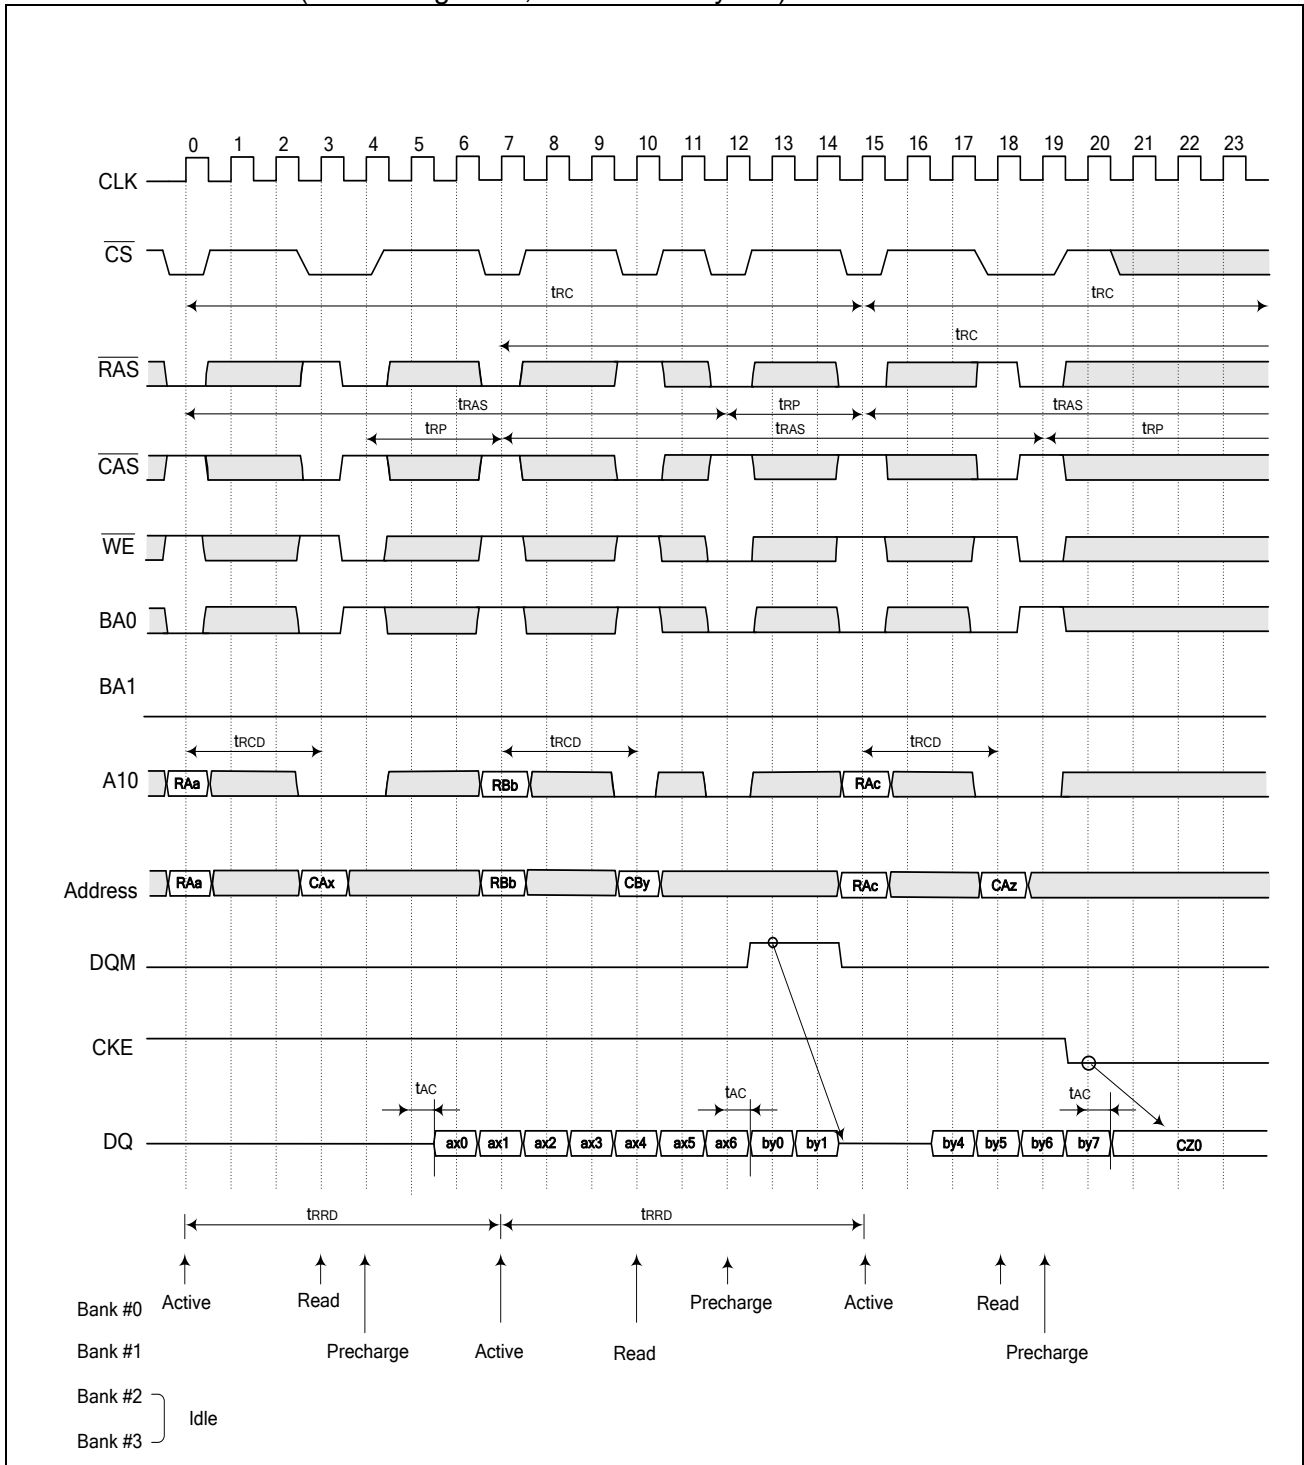 0 1 2 3 4 5 6 7 8 9 10 11 12 13 14 15 16 17 18 19 20 21 22 23
CLK
CS
tRC tRC
tRC
RAS
tRAS tRP tRAS
tRP tRAS tRP
CAS
WE
BA0
BA1
tRCD tRCD tRCD
A10 RAa RBb RAc
Address RAa CAx RBb CBy RAc CAz
DQM
CKE
tAC tAC tAC
DQ ax0 ax1 ax2 ax3 ax4 ax5 ax6 by0 by1 by4 by5 by6 by7 CZ0
tRRD tRRD
Bank #0 Active Read Precharge Active Read
Bank #1 Precharge Active Read Precharge
Bank #2
Idle
Bank #3